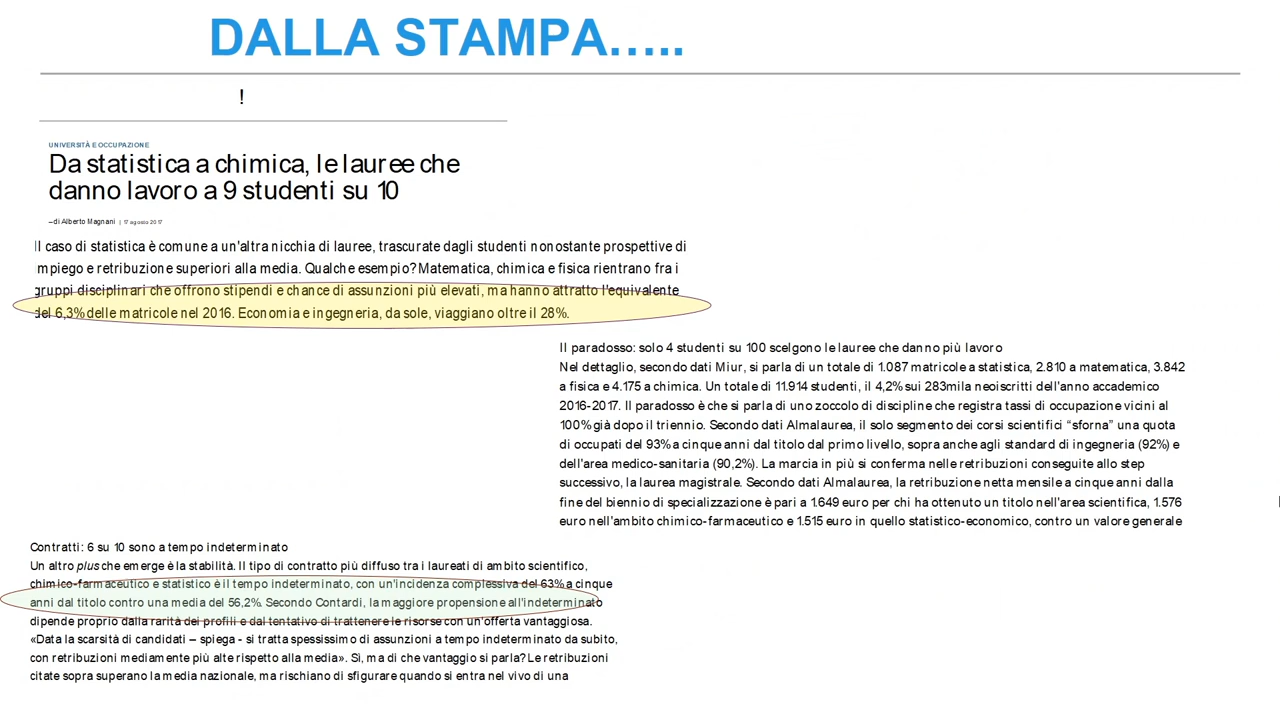 DALLA STAMPA.....
!
UNIVERSITÀ E OCCUPAZIONE
Da statistica a chimica, le lauree che
danno lavoro a 9 studenti su 10
–di Alberto Magnani | 17 agosto 2017
Il caso di statistica è comune a un'altra nicchia di lauree, trascurate dagli studenti nonostante prospettive di
mpiego e retribuzione superiori alla media. Qualche esempio? Matematica, chimica e fisica rientrano fra i
gruppi disciplinari che offrono stipendi e chance di assunzioni più elevati, ma hanno attratto l'equivalente
del 6,3% delle matricole nel 2016. Economia e ingegneria, da sole, viaggiano oltre il 28%.
Il paradosso: solo 4 studenti su 100 scelgono le lauree che danno più lavoro
Nel dettaglio, secondo dati Miur, si parla di un totale di 1.087 matricole a statistica, 2.810 a matematica, 3.842
a fisica e 4.175 a chimica. Un totale di 11.914 studenti, il 4,2% sui 283mila neoiscritti dell'anno accademico
2016-2017. Il paradosso è che si parla di uno zoccolo di discipline che registra tassi di occupazione vicini al
100% già dopo il triennio. Secondo dati Almalaurea, il solo segmento dei corsi scientifici “sforna” una quota
di occupati del 93% a cinque anni dal titolo dal primo livello, sopra anche agli standard di ingegneria (92%) e
dell'area medico-sanitaria (90,2%). La marcia in più si conferma nelle retribuzioni conseguite allo step
successivo, la laurea magistrale. Secondo dati Almalaurea, la retribuzione netta mensile a cinque anni dalla
fine del biennio di specializzazione è pari a 1.649 euro per chi ha ottenuto un titolo nell'area scientifica, 1.576
euro nell'ambito chimico-farmaceutico e 1.515 euro in quello statistico-economico, contro un valore generale
Contratti: 6 su 10 sono a tempo indeterminato
Un altro plus che emerge è la stabilità. Il tipo di contratto più diffuso tra i laureati di ambito scientifico,
chimico-farmaceutico e statistico è il tempo indeterminato, con un'incidenza complessiva del 63% a cinque
anni dal titolo contro una media del 56,2%. Secondo Contardi, la maggiore propensione all'indeterminato
dipende proprio dalla rarità dei profili e dal tentativo di trattenere le risorse con un'offerta vantaggiosa.
«Data la scarsità di candidati – spiega - si tratta spessissimo di assunzioni a tempo indeterminato da subito,
con retribuzioni mediamente più alte rispetto alla media». Sì, ma di che vantaggio si parla? Le retribuzioni
citate sopra superano la media nazionale, ma rischiano di sfigurare quando si entra nel vivo di una